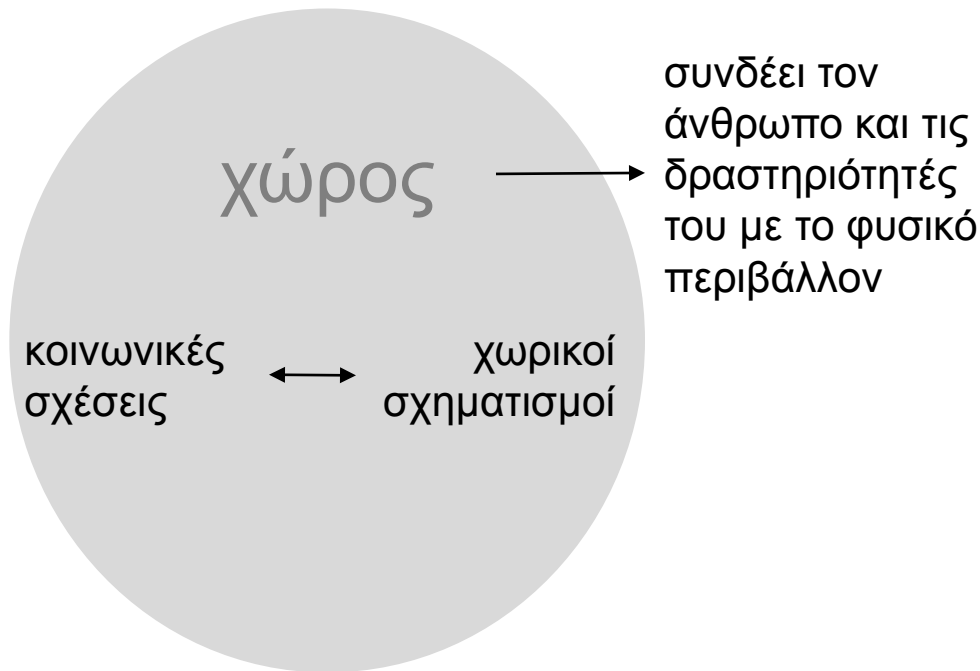 χώρος
συνδέει τον
άνθρωπο και τις
δραστηριότητές
του με το φυσικό
περιβάλλον
κοινωνικές
σχέσεις
χωρικοί
σχηματισμοί